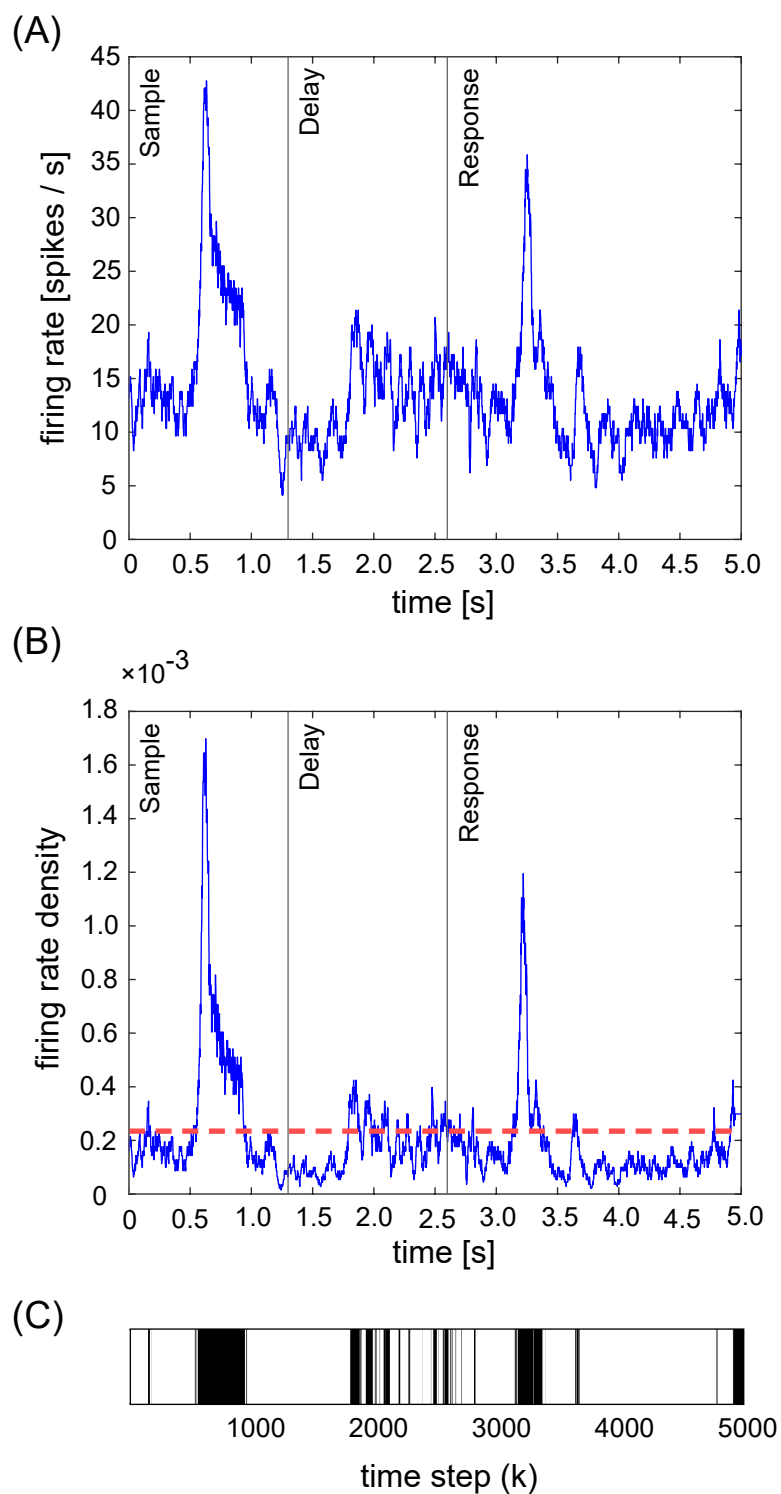 (A)
45
40
35
30
25
20
15
10
5
0
firing rate [spikes / s]
Sample
Delay
Response
0 0.5 1.0 1.5 2.0 2.5 3.0 3.5 4.0 4.5 5.0
time [s]
(B)
×10-3
1.8
1.6
1.4
1.2
1.0
0.8
0.6
0.4
0.2
0
firing rate density
Sample
Delay
Response
0 0.5 1.0 1.5 2.0 2.5 3.0 3.5 4.0 4.5 5.0
time [s]
(C)
1000 2000 3000 4000 5000
time step (k)